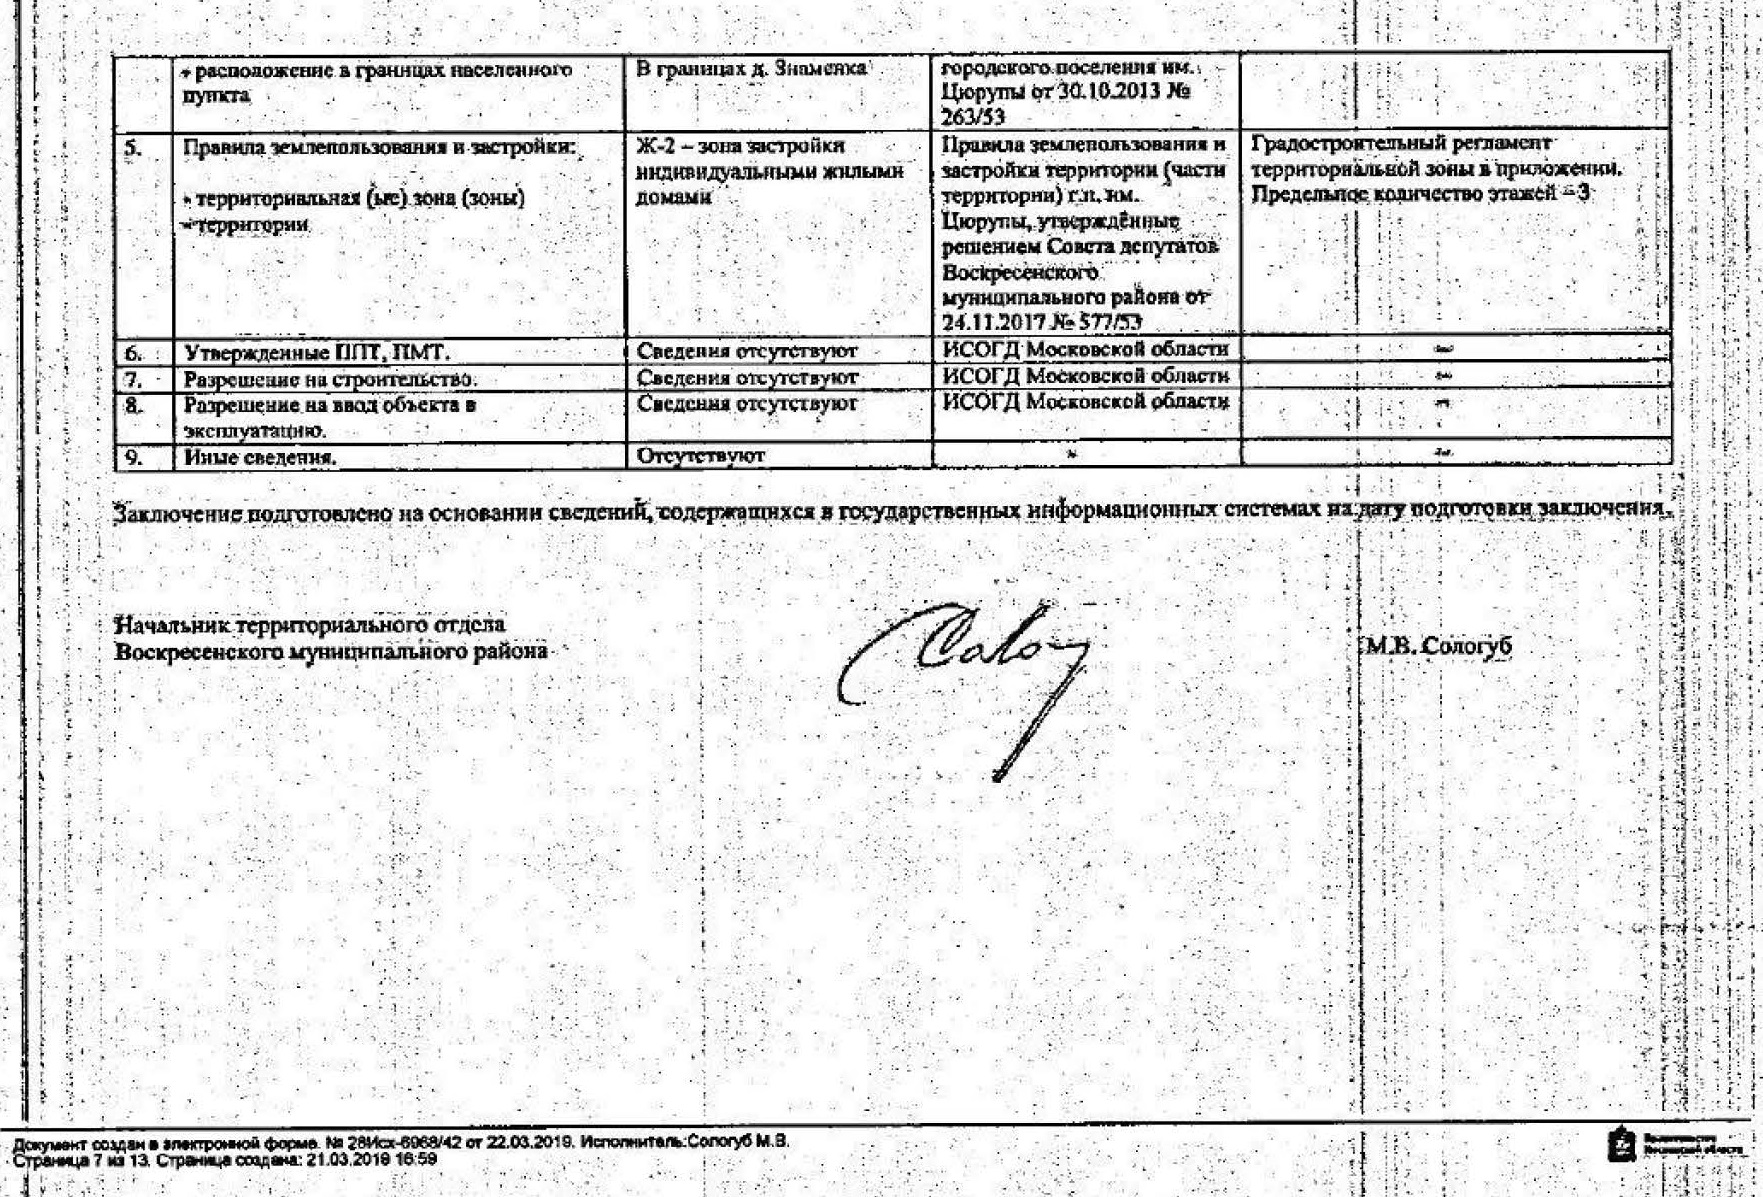 • расположение в границах населенного
пункта
В границах д. Знаменка
городского поселения им.
Цюрупы от 30.10.2013 №
263/53
5.
Правила землепользования и застройки:
• территориальная (ые) зона (зоны)
территории
Ж-2 – зона застройки
индивидуальными жилыми
домами
Правила землепользования и
застройки территории (части
территории) г.п. им.
Цюрупы, утверждённые
решением Совета депутатов
Воскресенского
муниципального района от
24.11.2017 № 577/53
Градостроительный регламент
территориальной зоны в приложении.
Предельное количество этажей – 3
6.
Утвержденные ППТ, ПМТ.
Сведения отсутствуют
ИСОГД Московской области
-
7.
Разрешение на строительство.
Сведения отсутствуют
ИСОГД Московской области
-
8.
Разрешение на ввод объекта в
эксплуатацию.
Сведения отсутствуют
ИСОГД Московской области
-
9.
Иные сведения.
Отсутствуют
-
-
Заключение подготовлено на основании сведений, содержащихся в государственных информационных системах на дату подготовки заключения.
Начальник территориального отдела
Воскресенского муниципального района
М.В. Сологуб
Документ создан в электронной форме. № 28Исх-6968/42 от 22.03.2019. Исполнитель:Сологуб М.В.
Страница 7 из 13. Страница создана: 21.03.2019 16:59